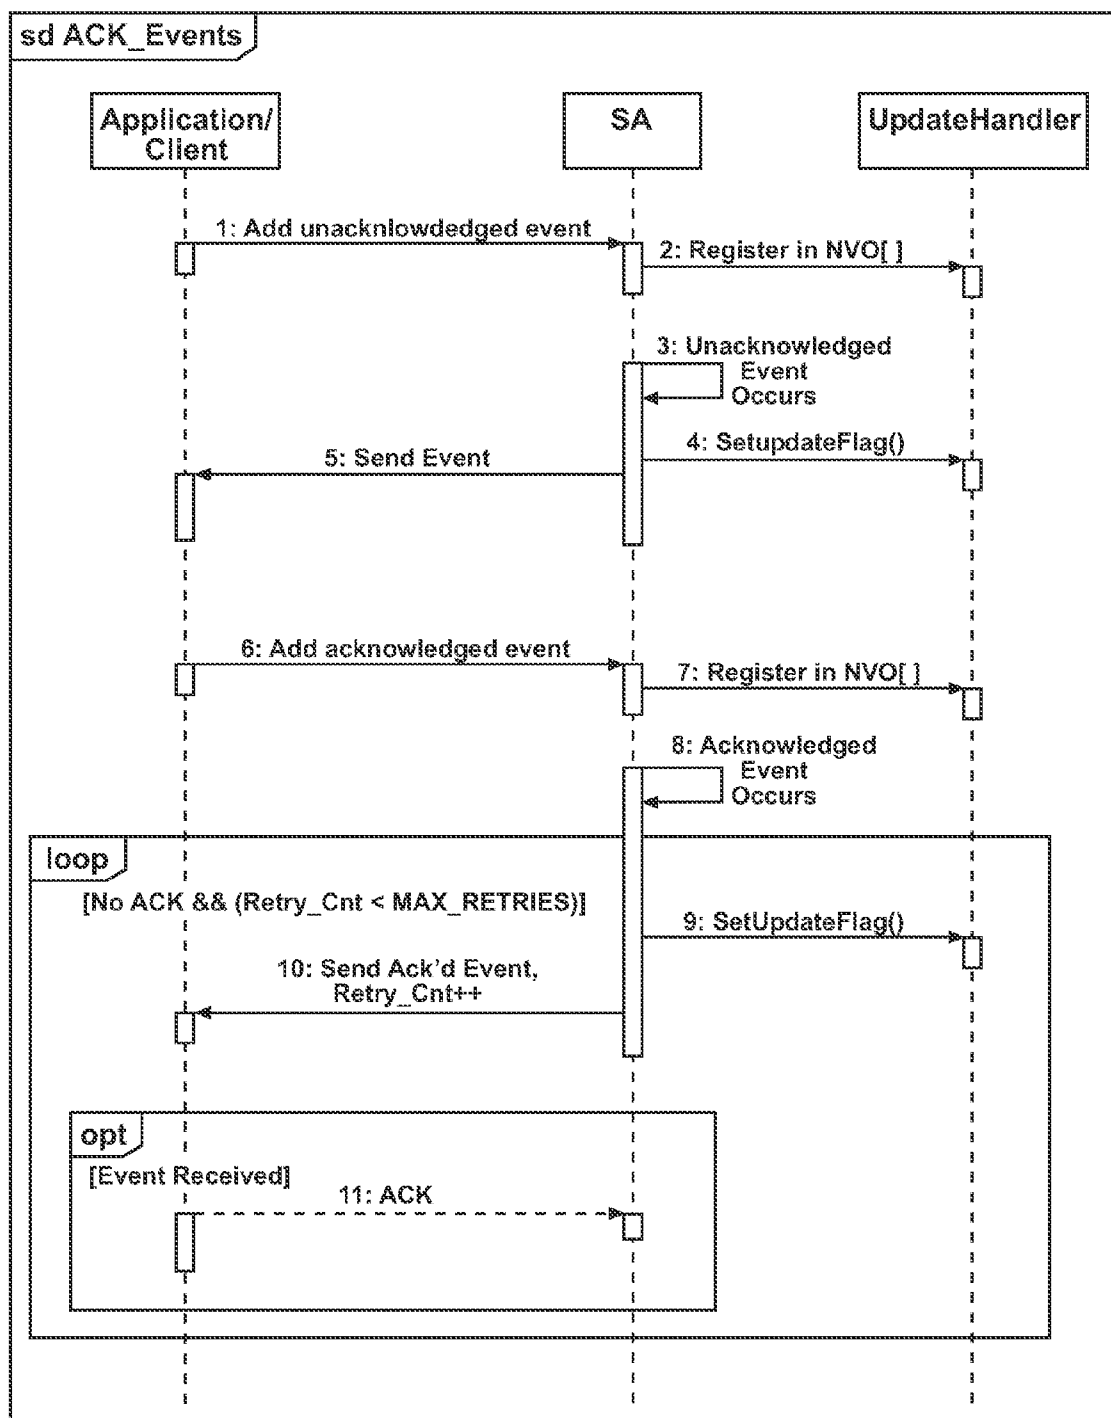 sd ACK_Events
Application/
Client
SA
UpdateHandler
1: Add unacknlowdedged event
2: Register in NVO[ ]
3: Unacknowledged
Event
Occurs
4: SetupdateFlag()
5: Send Event
6: Add acknowledged event
7: Register in NVO[ ]
8: Acknowledged
Event
Occurs
loop
[No ACK && (Retry_Cnt < MAX_RETRIES)]
9: SetUpdateFlag()
10: Send Ack'd Event,
Retry_Cnt++
opt
[Event Received]
11: ACK